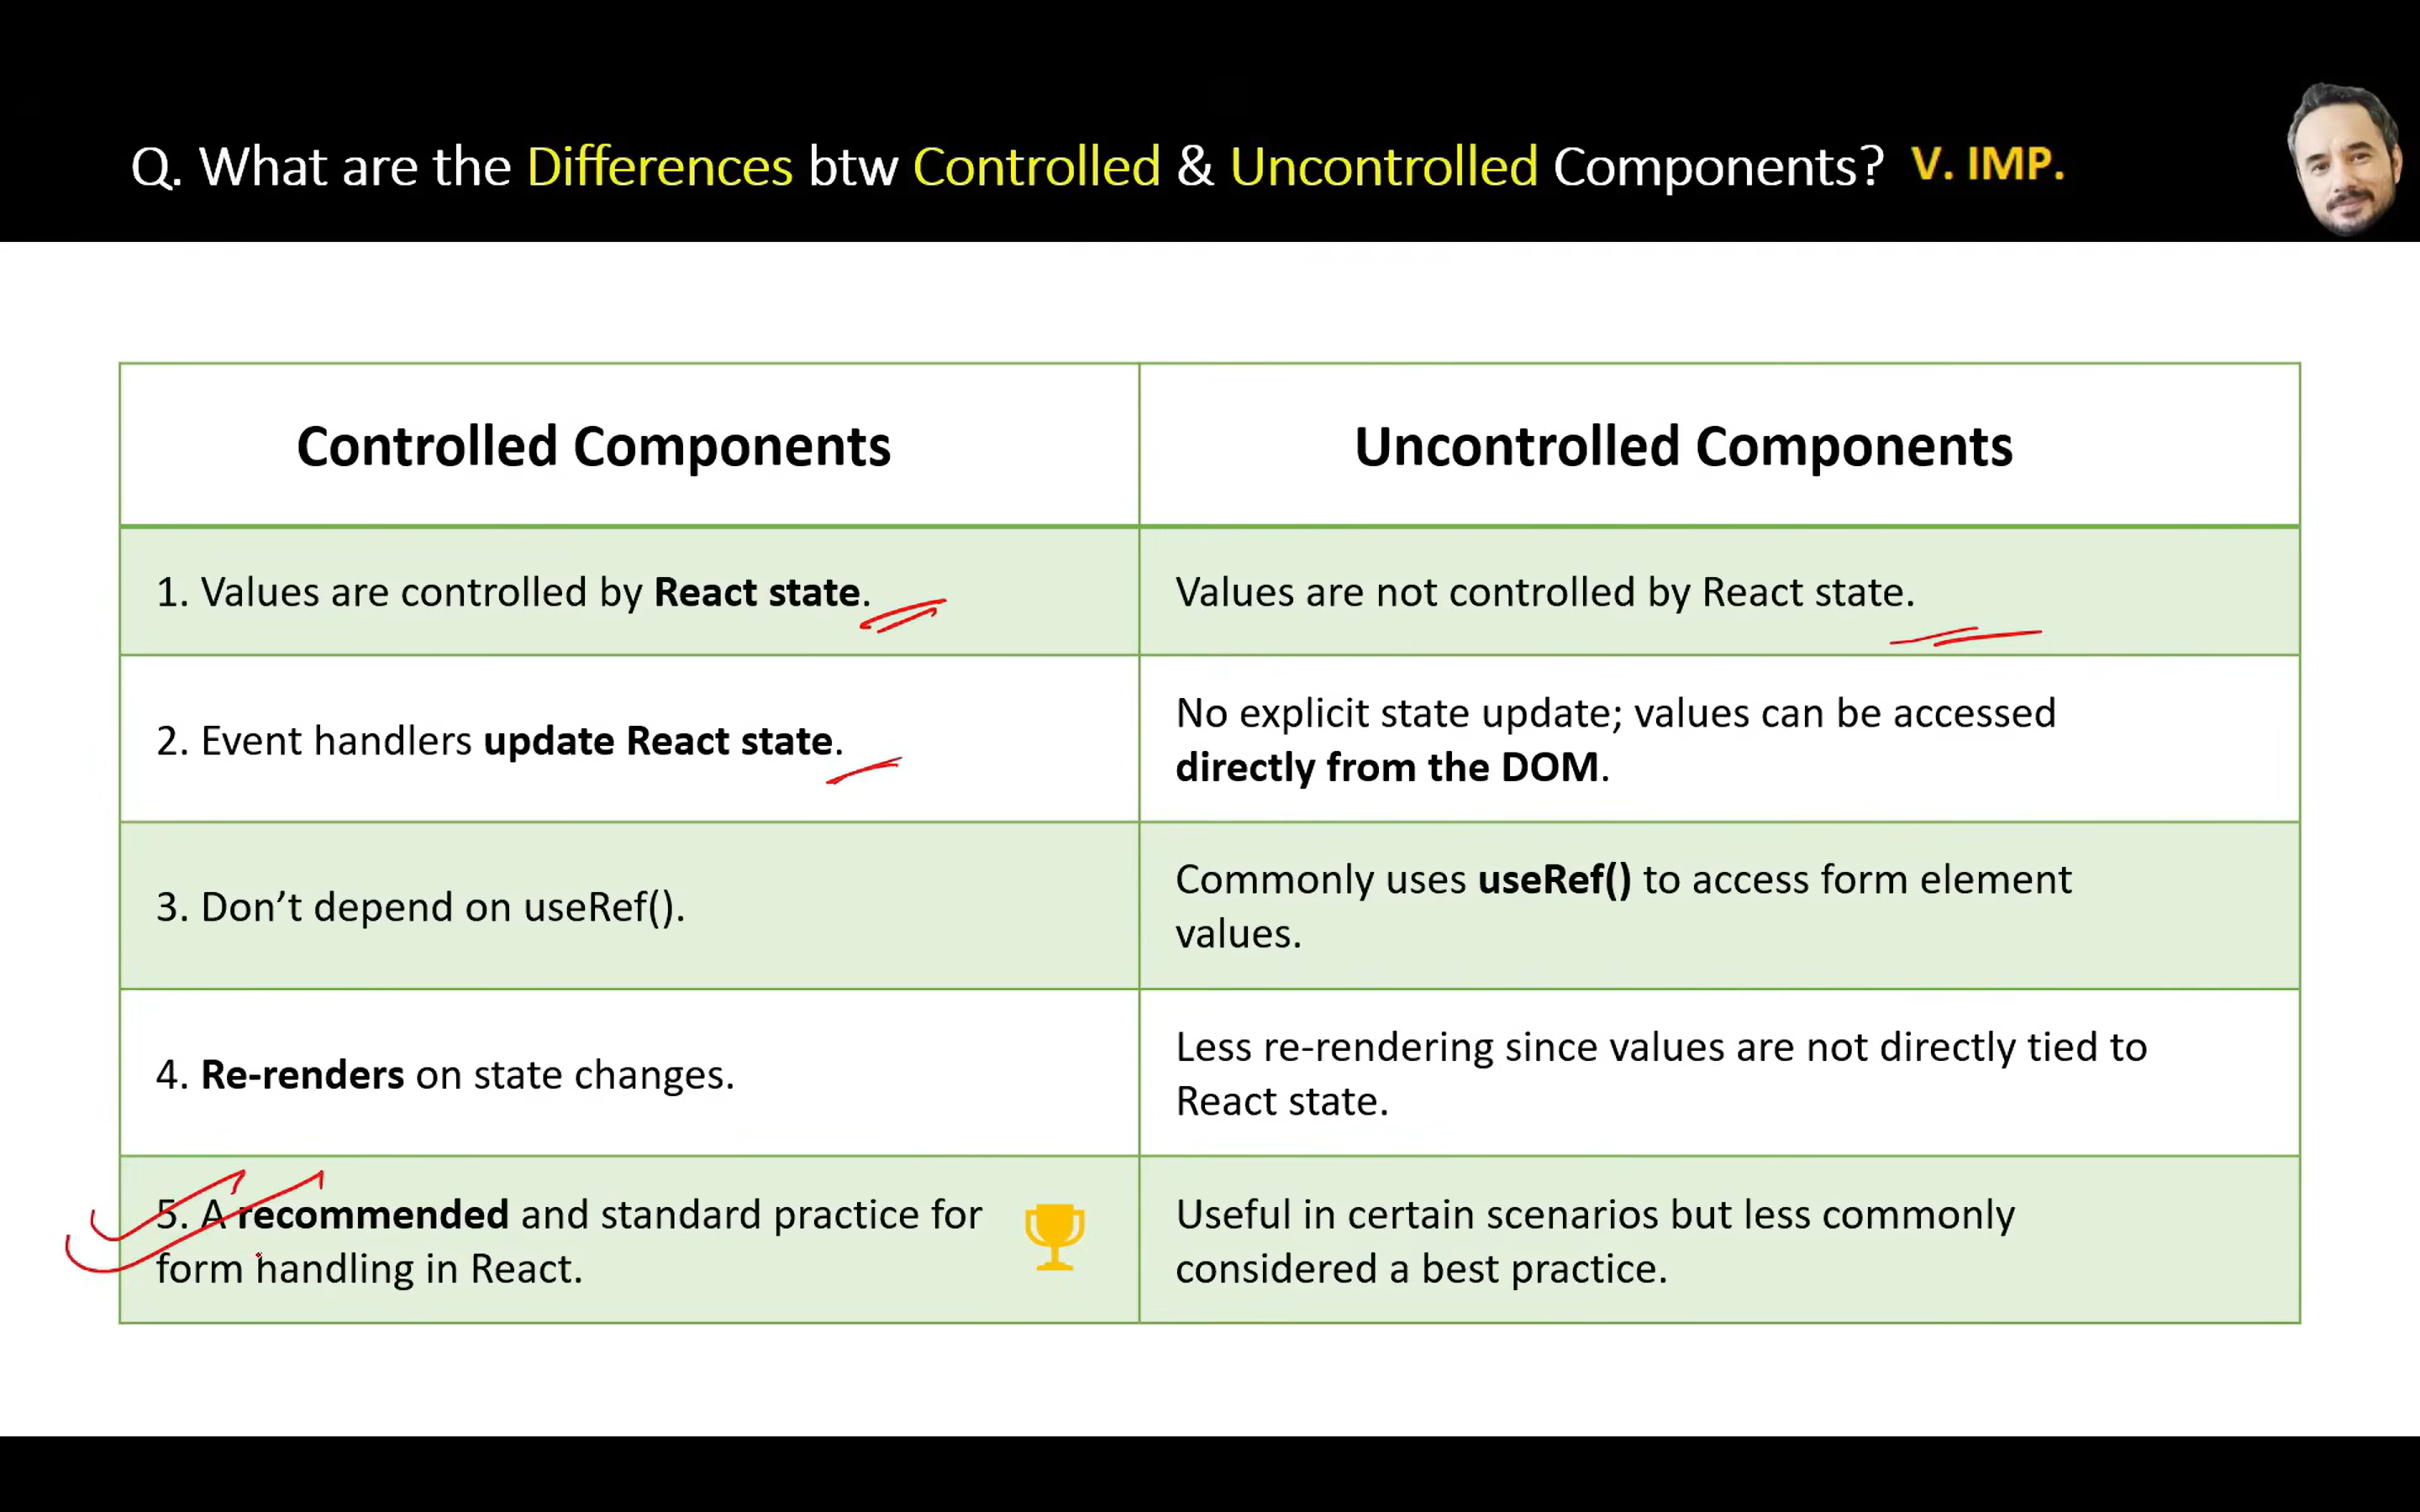 Q. What are the Differences btw Controlled & Uncontrolled Components? V. IMP.
Controlled Components
Uncontrolled Components
1. Values are controlled by React state.
Values are not controlled by React state.
2. Event handlers update React state.
No explicit state update; values can be accessed
directly from the DOM.
3. Don’t depend on useRef().
Commonly uses useRef() to access form element
values.
4. Re-renders on state changes.
Less re-rendering since values are not directly tied to
React state.
5. A recommended and standard practice for
form handling in React.
Useful in certain scenarios but less commonly
considered a best practice.